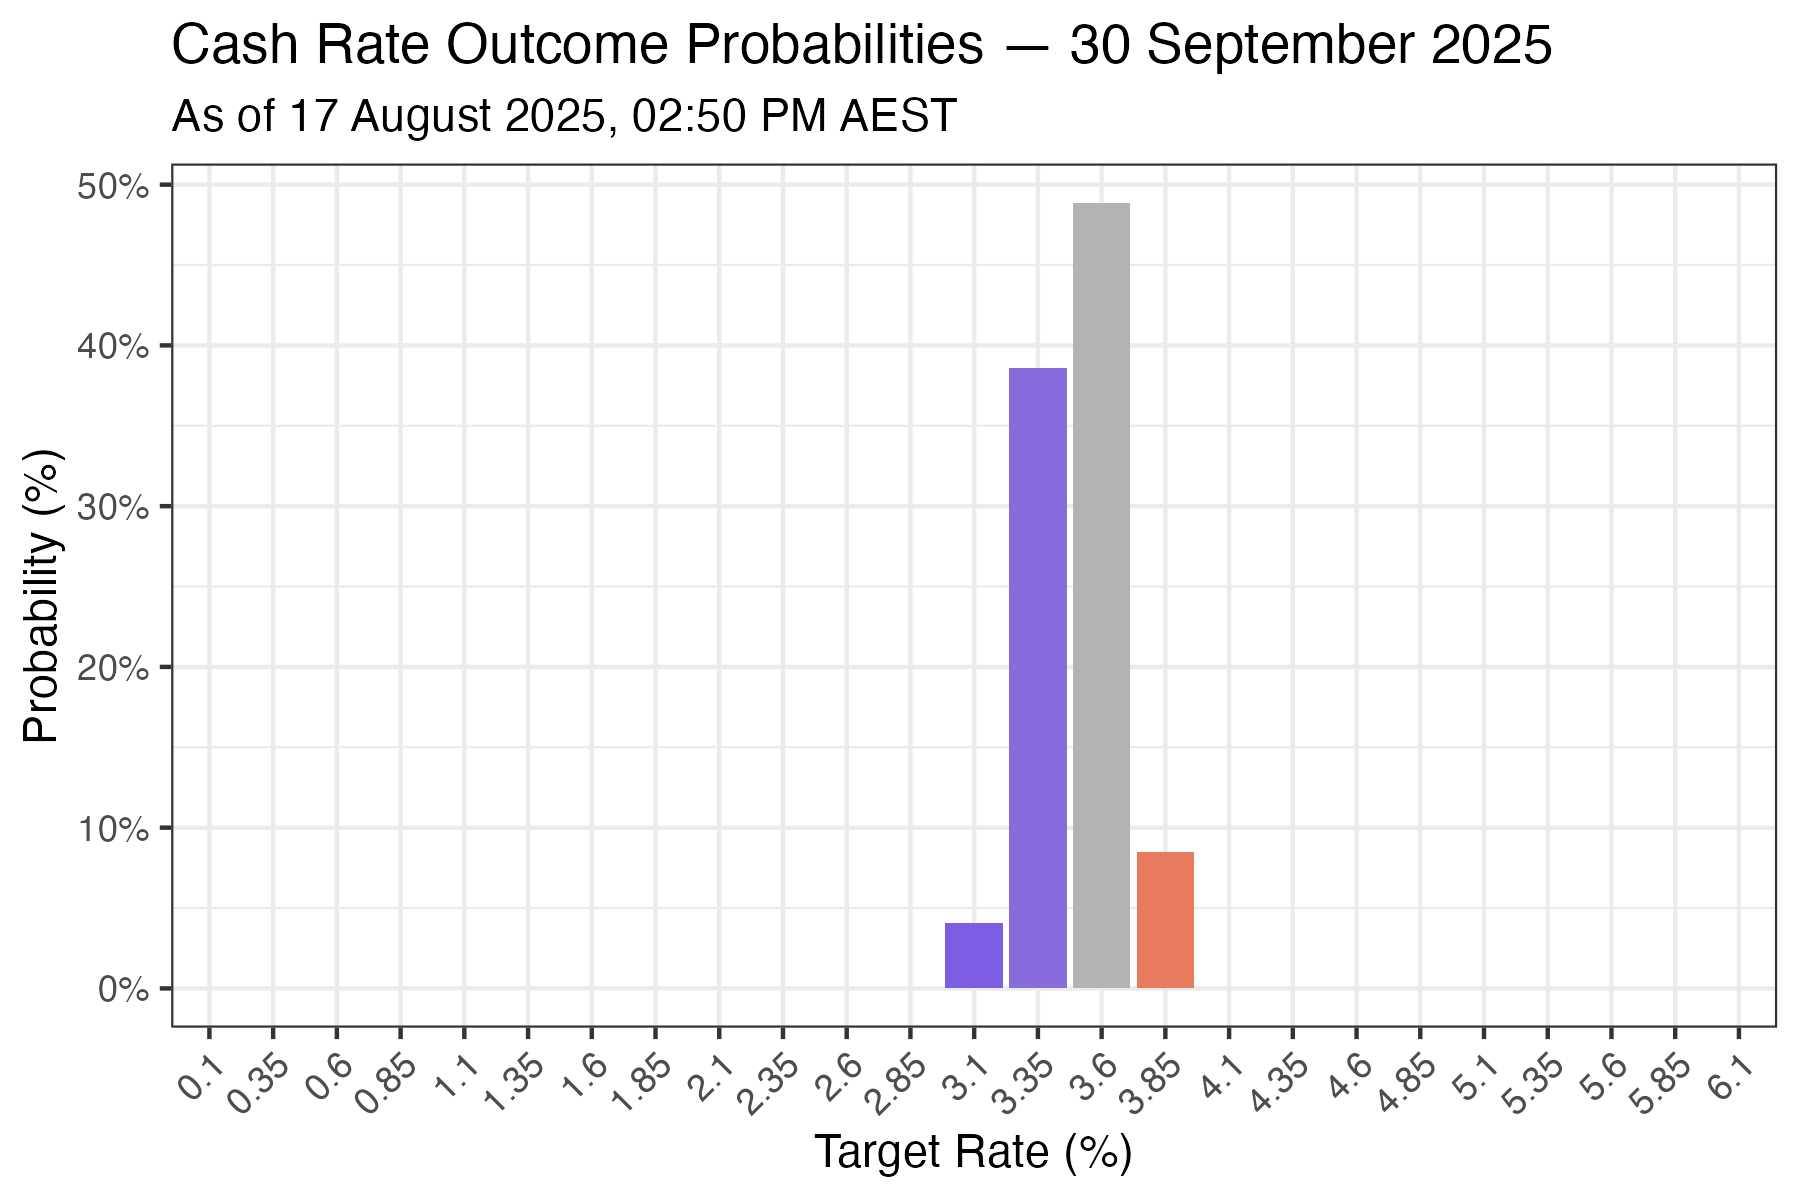 Cash Rate Outcome Probabilities — 30 September 2025
As of 17 August 2025, 02:50 PM AEST
Probability (%)
50%
40%
30%
20%
10%
0%
0.1 0.35 0.6 0.85 1.1 1.35 1.6 1.85 2.1 2.35 2.6 2.85 3.1 3.35 3.6 3.85 4.1 4.35 4.6 4.85 5.1 5.35 5.6 5.85 6.1
Target Rate (%)